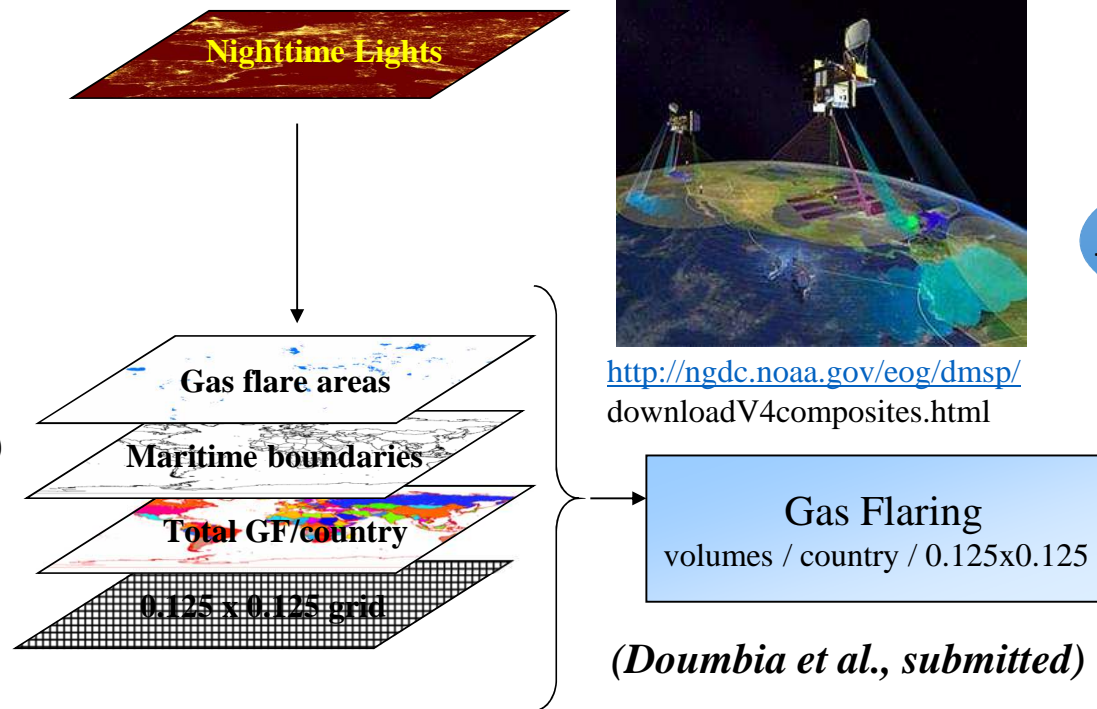 Nighttime Lights
Gas flare areas
Maritime boundaries
Total GF/country
0.125 x 0.125 grid
http://ngdc.noaa.gov/eog/dmsp/
downloadV4composites.html
Gas Flaring
volumes / country / 0.125x0.125
(Doumbia et al., submitted)
)